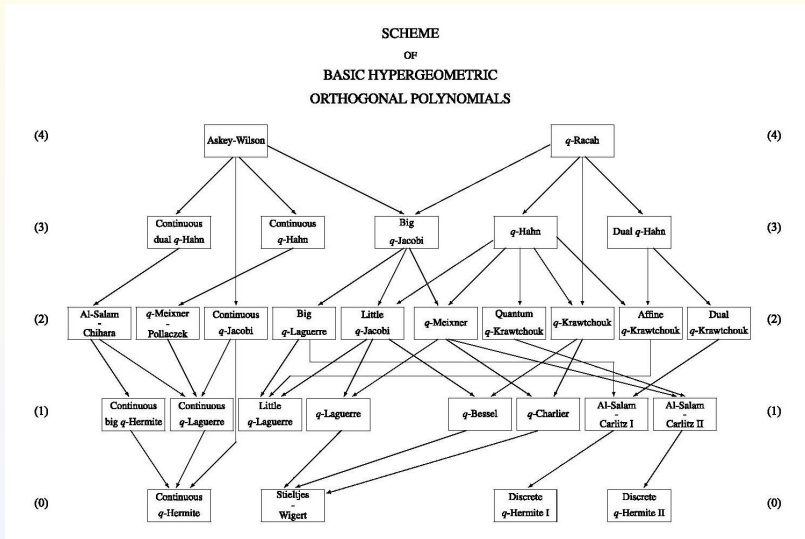 SCHEME
OF
BASIC HYPERGEOMETRIC
ORTHOGONAL POLYNOMIALS
(4)
Askey-Wilson
q-Racah
(4)
(3)
Continuous
dual q-Hahn
Continuous
q-Hahn
Big
q-Jacobi
q-Hahn
Dual q-Hahn
(3)
(2)
Al-Salam
-
Chihara
q-Meixner
-
Pollaczek
Continuous
q-Jacobi
Big
q-Laguerre
Little
q-Jacobi
q-Meixner
Quantum
q-Krawtchouk
q-Krawtchouk
Affine
q-Krawtchouk
Dual
q-Krawtchouk
(2)
(1)
Continuous
big q-Hermite
Continuous
q-Laguerre
Little
q-Laguerre
q-Laguerre
q-Bessel
q-Charlier
Al-Salam
-
Carlitz I
Al-Salam
-
Carlitz II
(1)
(0)
Continuous
q-Hermite
Stieltjes
-
Wigert
Discrete
q-Hermite I
Discrete
q-Hermite II
(0)